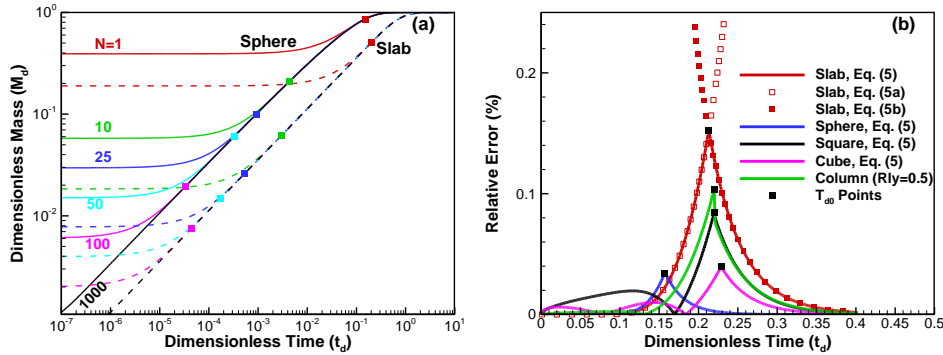 (a)
Sphere
Slab
N=1
10
25
50
100
1000
10^0
10^-1
10^-2
Dimensionless Mass (M_d)
10^-7 10^-6 10^-5 10^-4 10^-3 10^-2 10^-1 10^0 10^1
Dimensionless Time (t_d)
(b)
Slab, Eq. (5)
Slab, Eq. (5a)
Slab, Eq. (5b)
Sphere, Eq. (5)
Square, Eq. (5)
Cube, Eq. (5)
Column (Rly=0.5)
T_d0 Points
0.2
0.1
0
Relative Error (%)
0 0.05 0.1 0.15 0.2 0.25 0.3 0.35 0.4 0.45 0.5
Dimensionless Time (t_d)